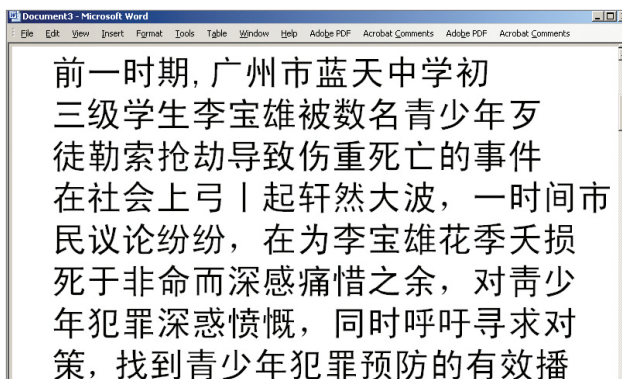 Document3 - Microsoft Word
File Edit View Insert Format Tools Table Window Help Adobe PDF Acrobat Comments Adobe PDF Acrobat Comments
前一时期, 广州市蓝天中学初
三级学生李宝雄被数名青少年歹
徒勒索抢劫导致伤重死亡的事件
在社会上弓丨起轩然大波，一时间市
民议论纷纷，在为李宝雄花季夭损
死于非命而深感痛惜之余，对青少
年犯罪深惑愤慨，同时呼吁寻求对
策, 找到青少年犯罪预防的有效播